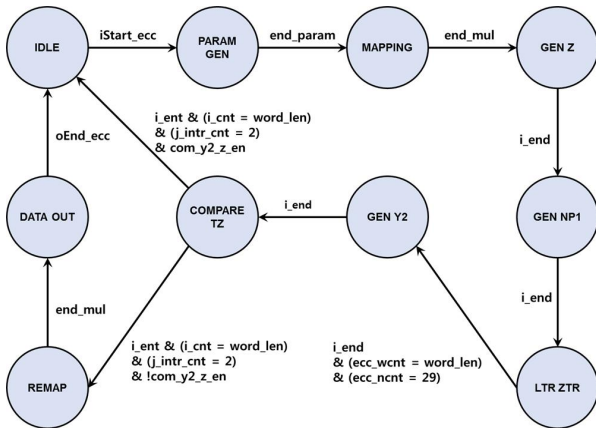 IDLE
iStart_ecc
PARAM
GEN
end_param
MAPPING
end_mul
GEN Z
i_ent & (i_cnt = word_len)
& (j_intr_cnt = 2)
& com_y2_z_en
oEnd_ecc
i_end
DATA OUT
COMPARE
TZ
i_end
GEN Y2
GEN NP1
end_mul
i_end
i_ent & (i_cnt = word_len)
& (j_intr_cnt = 2)
& !com_y2_z_en
i_end
& (ecc_wcnt = word_len)
& (ecc_ncnt = 29)
REMAP
LTR ZTR